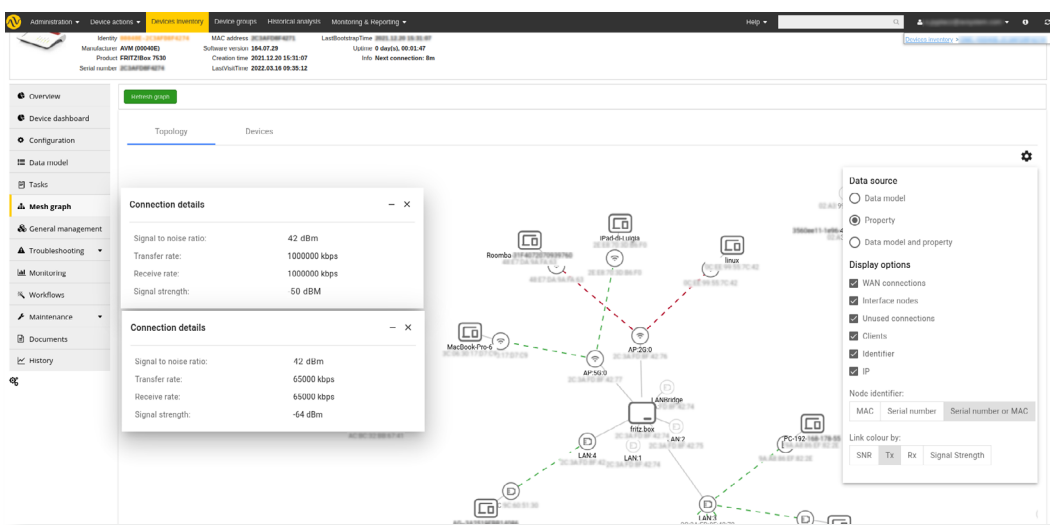 Administration Device actions Devices inventory Device groups Historical analysis Monitoring & Reporting Help
Devices inventory >
Identity MAC address LastBootstrapTime
Manufacturer AVM (00040E) Software version 164.07.29 Uptime 0 day(s), 00:01:47
Product FRITZ!Box 7530 Creation time 2021.12.20 15:31:07 Info Next connection: 8m
Serial number LastVisitTime 2022.03.16 09:35:12
Overview
Device dashboard
Configuration
Data model
Tasks
Mesh graph
General management
Troubleshooting
Monitoring
Workflows
Maintenance
Documents
History
Refresh graph
Topology Devices
Connection details
Signal to noise ratio: 42 dBm
Transfer rate: 1000000 kbps
Receive rate: 1000000 kbps
Signal strength: -50 dBM
Connection details
Signal to noise ratio: 42 dBm
Transfer rate: 65000 kbps
Receive rate: 65000 kbps
Signal strength: -64 dBm
iPad-di-Luigia
Roomba
linux
MacBook-Pro-6
AP:2G:0
AP:5G:0
LANBridge
fritz.box
LAN:4
LAN:1
LAN:2
PC-192-168-178-55
LAN:3
Data source
Data model
Property
Data model and property
Display options
WAN connections
Interface nodes
Unused connections
Clients
Identifier
IP
Node identifier:
MAC Serial number Serial number or MAC
Link colour by:
SNR Tx Rx Signal Strength